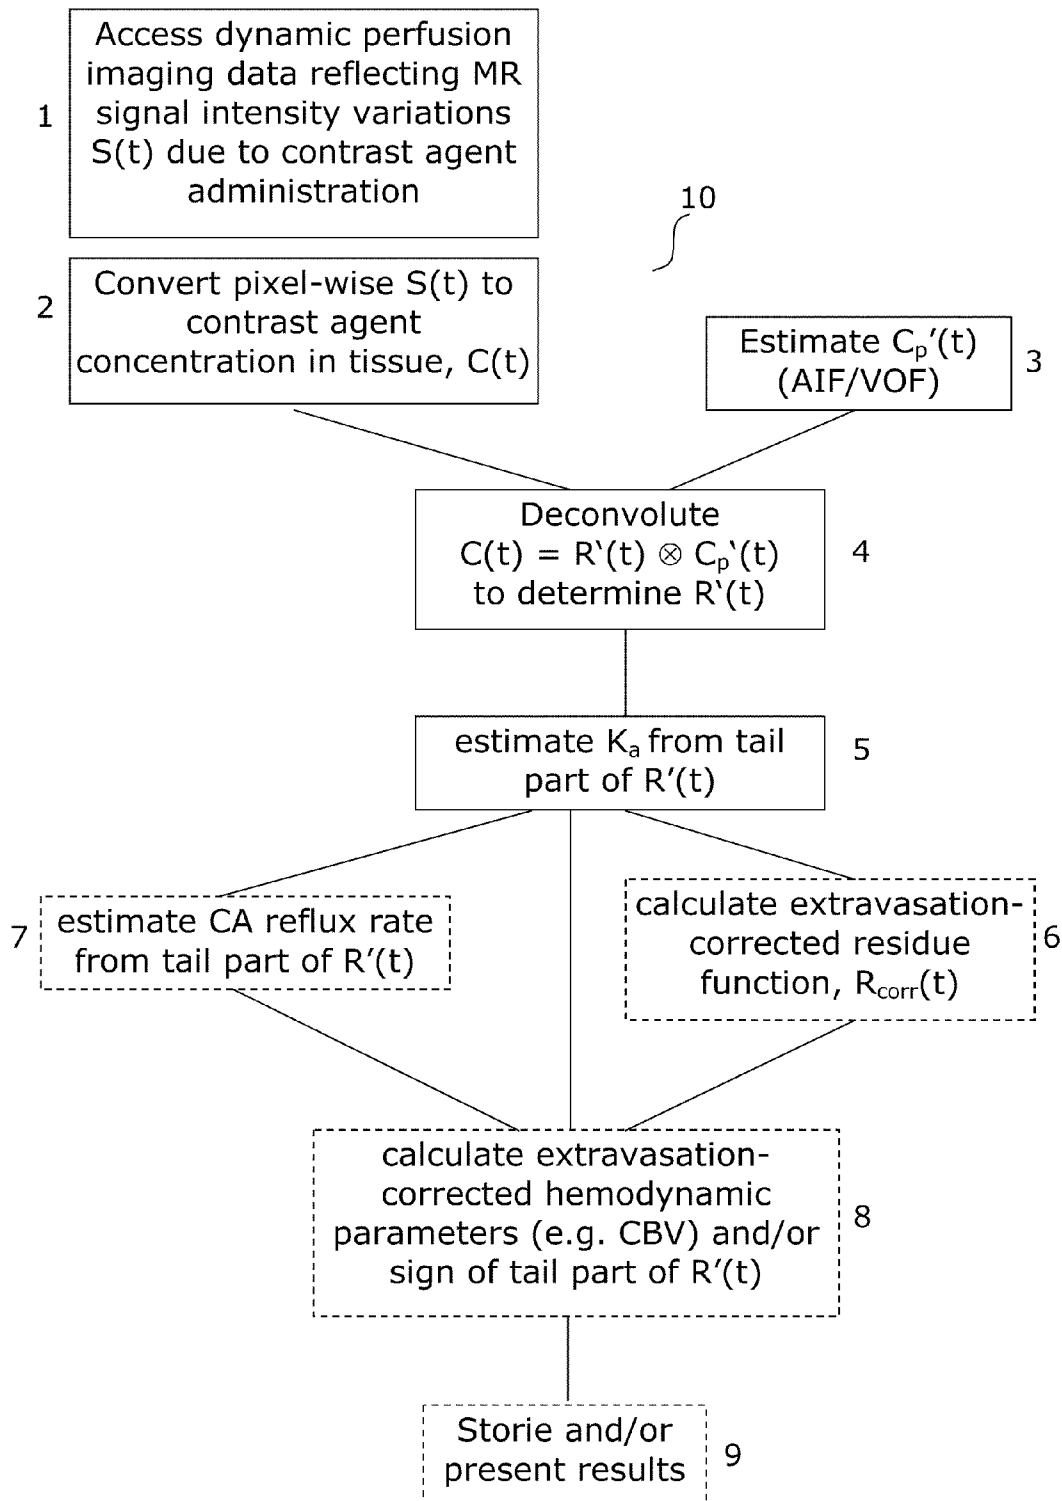 Access dynamic perfusion
imaging data reflecting MR
signal intensity variations
S(t) due to contrast agent
administration
1
10
Convert pixel-wise S(t) to
contrast agent
concentration in tissue, C(t)
2
Estimate Cp’(t)
(AIF/VOF)
3
Deconvolute
C(t) = R‘(t) ⊗ Cp‘(t)
to determine R‘(t)
4
estimate Ka from tail
part of R’(t)
5
7
estimate CA reflux rate
from tail part of R’(t)
calculate extravasation-
corrected residue
function, Rcorr(t)
6
calculate extravasation-
corrected hemodynamic
parameters (e.g. CBV) and/or
sign of tail part of R’(t)
8
Storie and/or
present results
9